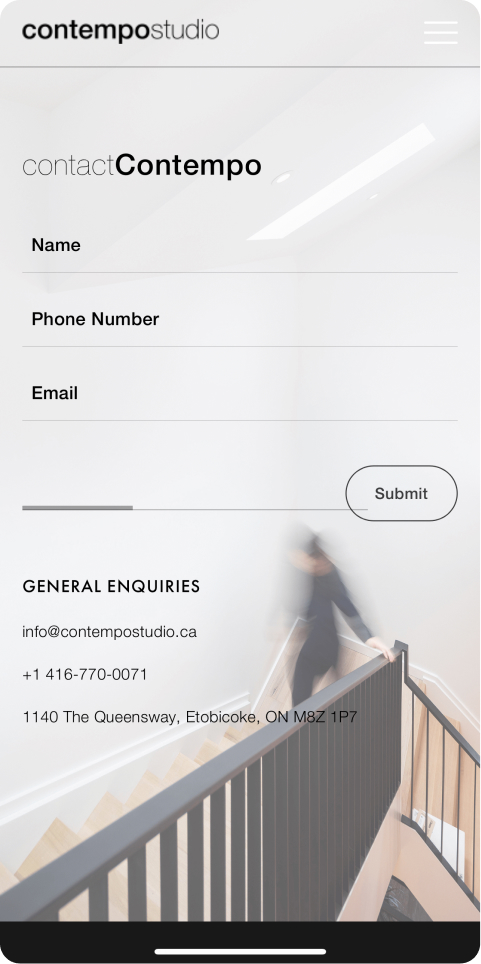 contempostudio
contactContempo
Name
Phone Number
Email
Submit
GENERAL ENQUIRIES
info@contempostudio.ca
+1 416-770-0071
1140 The Queensway, Etobicoke, ON M8Z 1P7